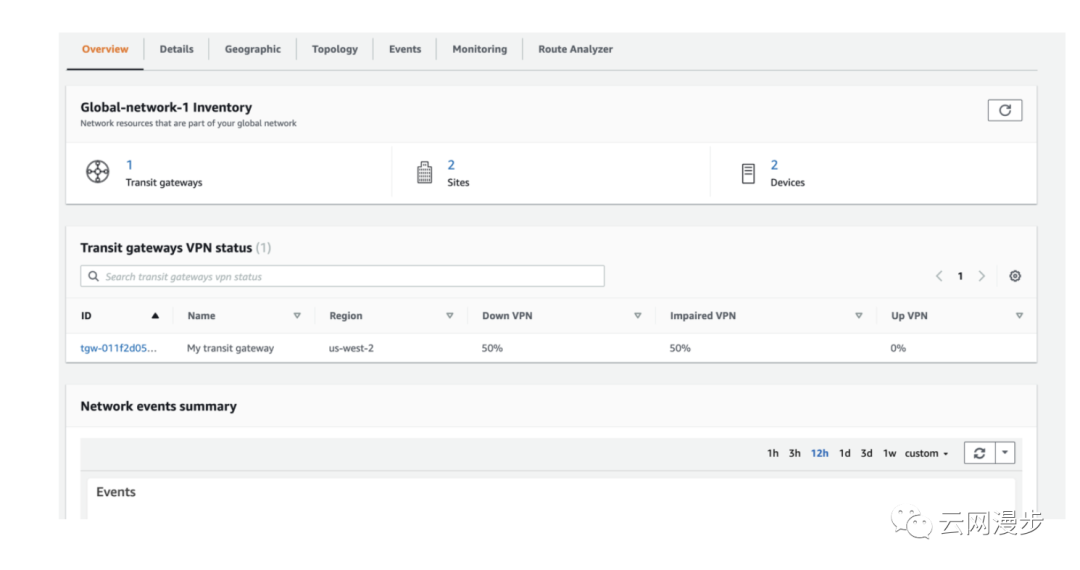 Overview Details Geographic Topology Events Monitoring Route Analyzer
Global-network-1 Inventory
Network resources that are part of your global network
1 2 2
Transit gateways Sites Devices
Transit gateways VPN status (1)
Search transit gateways vpn status 1
ID Name Region Down VPN Impaired VPN Up VPN
tgw-011f2d05... My transit gateway us-west-2 50% 50% 0%
Network events summary
1h 3h 12h 1d 3d 1w custom
Events
云网漫步